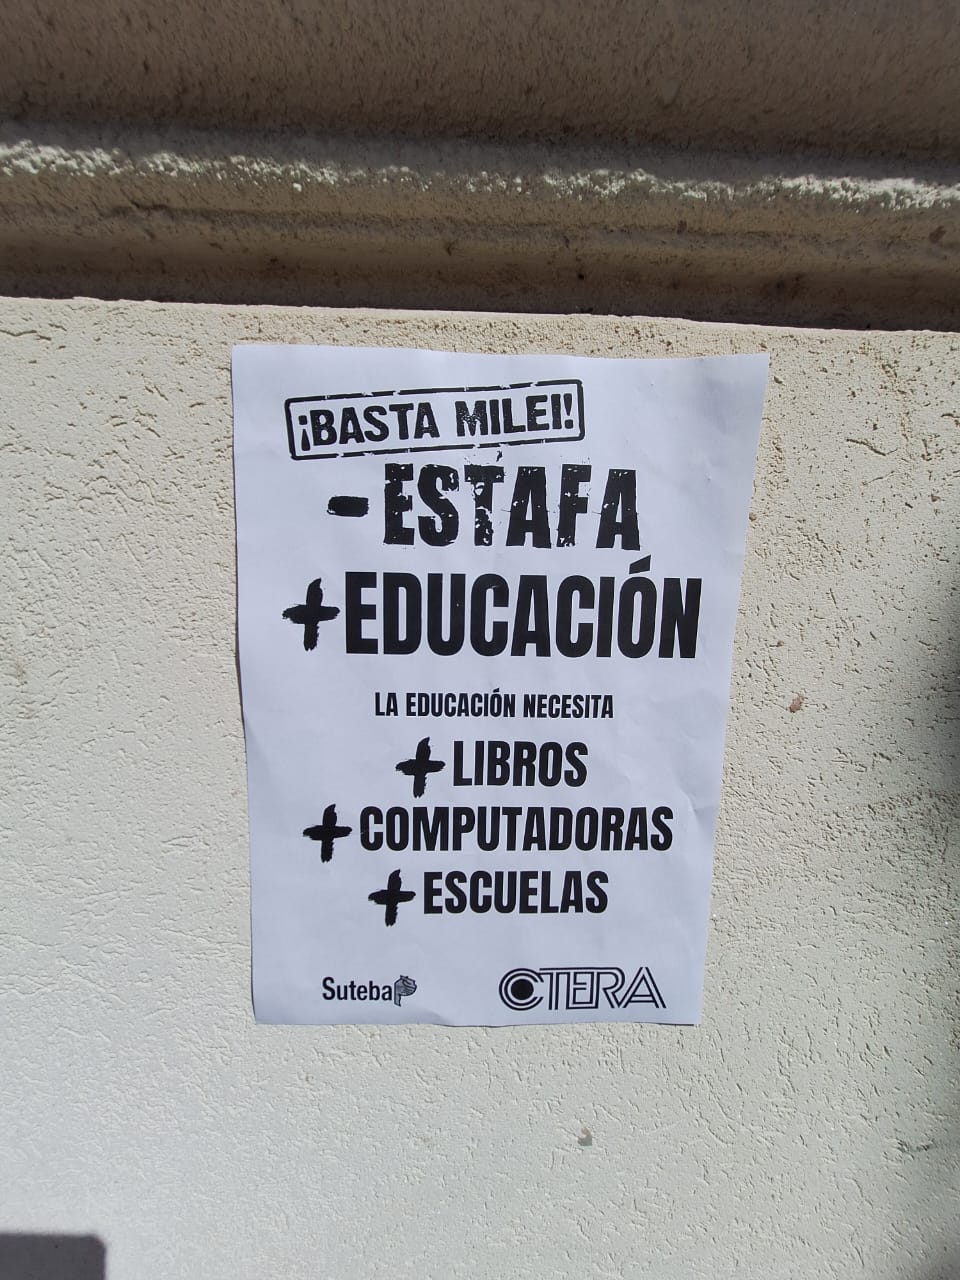 ¡BASTA MILEI!
- ESTAFA
+ EDUCACIÓN
LA EDUCACIÓN NECESITA
+ LIBROS
+ COMPUTADORAS
+ ESCUELAS
Suteba CTERA